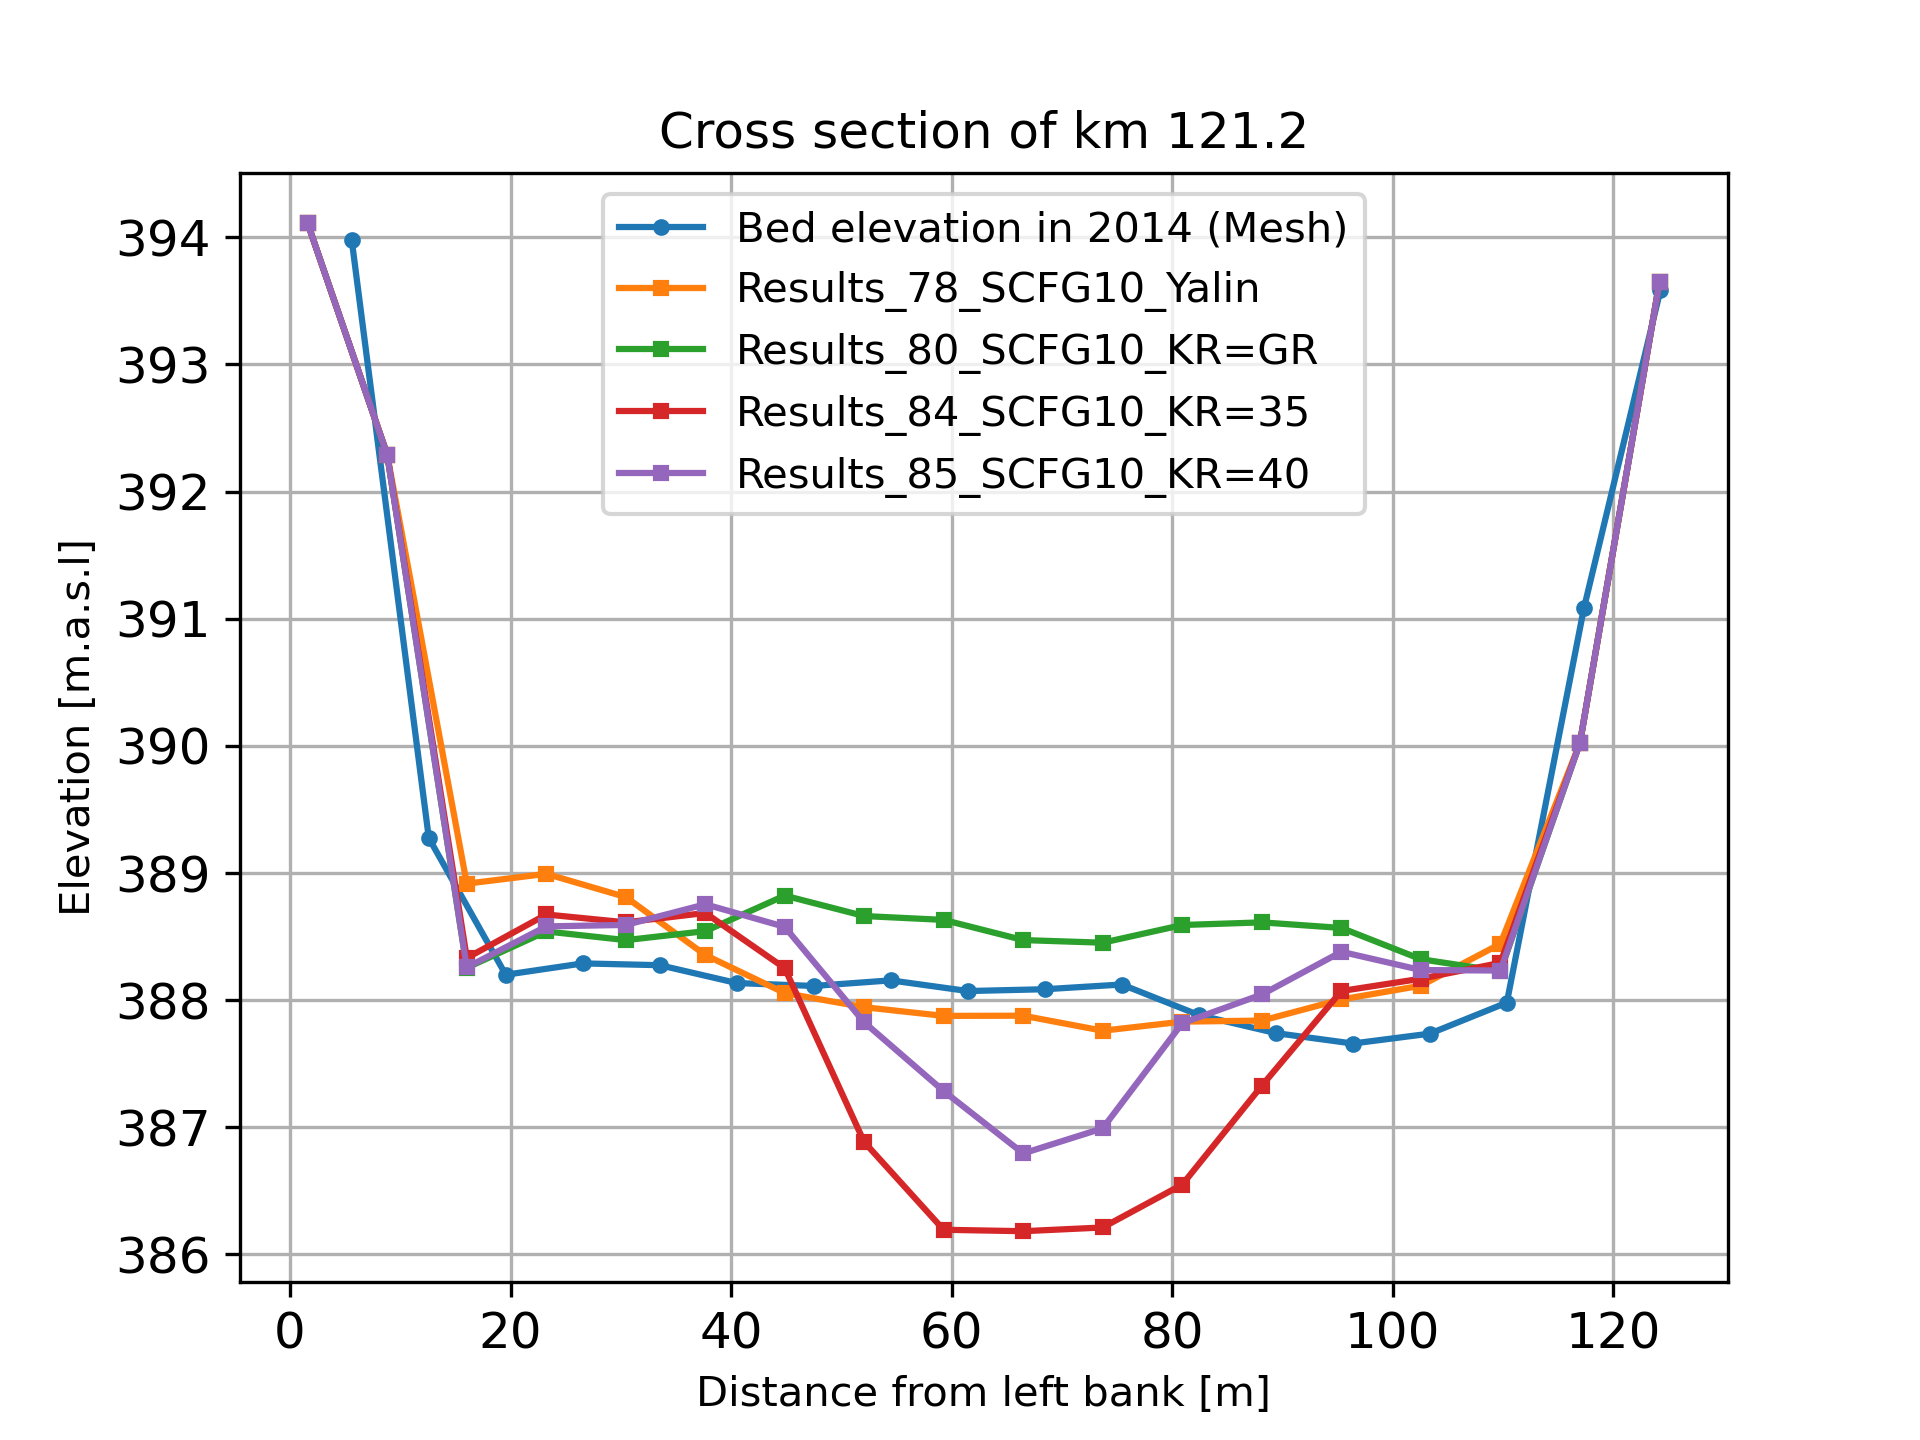 Cross section of km 121.2
Bed elevation in 2014 (Mesh)
Results_78_SCFG10_Yalin
Results_80_SCFG10_KR=GR
Results_84_SCFG10_KR=35
Results_85_SCFG10_KR=40
394
393
392
391
390
389
388
387
386
Elevation [m.a.s.l]
0 20 40 60 80 100 120
Distance from left bank [m]